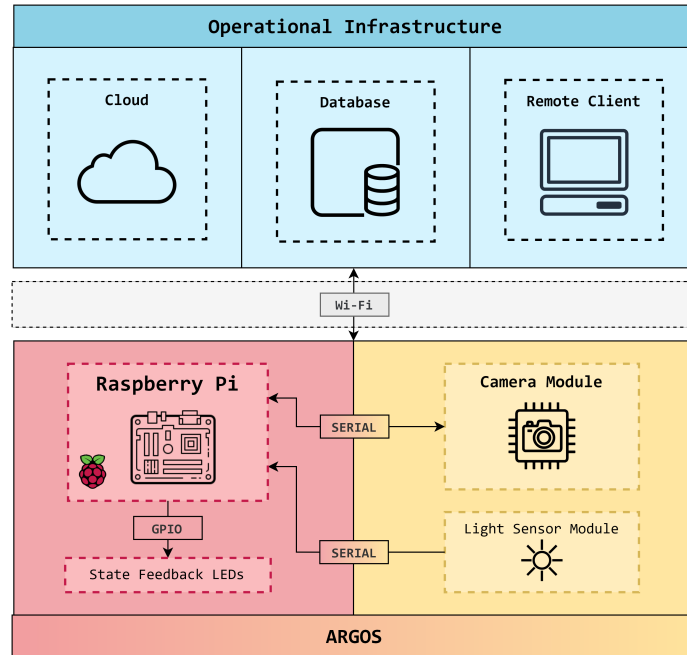 Operational Infrastructure
Cloud
Database
Remote Client
Wi-Fi
Raspberry Pi
Camera Module
SERIAL
GPIO
Light Sensor Module
SERIAL
State Feedback LEDs
ARGOS